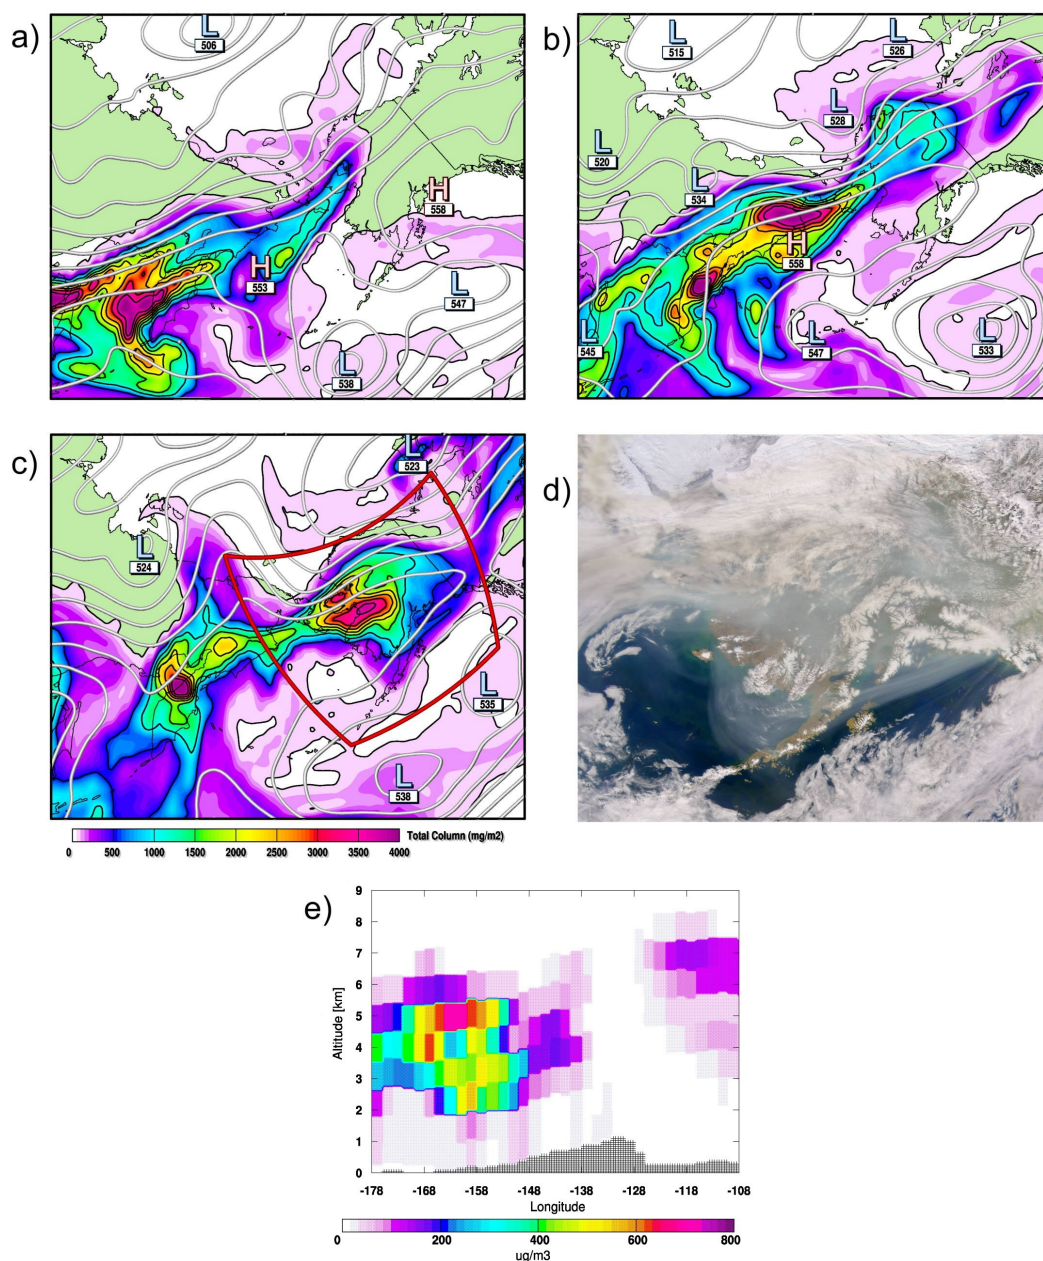 a)
L
506
H
558
H
553
L
547
L
538
b)
L
515
L
526
L
528
L
520
L
534
H
558
L
545
L
547
L
533
c)
L
523
L
524
L
535
L
538
0 500 1000 1500 2000 2500 3000 3500 4000 Total Column (mg/m2)
d)
e)
9
8
7
6
5
4
3
2
1
0
Altitude [km]
-178 -168 -158 -148 -138 -128 -118 -108
Longitude
0 200 400 600 800
ug/m3